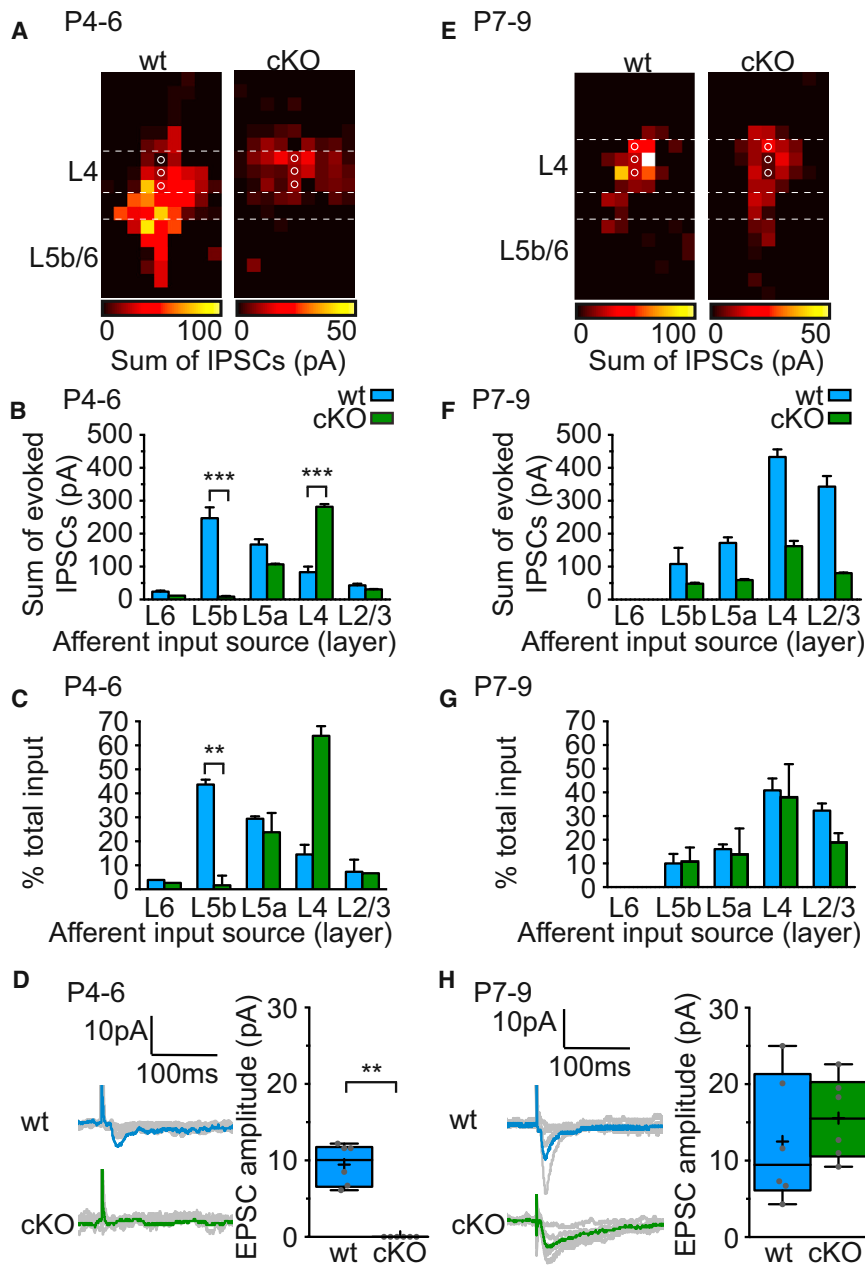 A P4-6
wt cKO
L4
L5b/6
0 100 0 50
Sum of IPSCs (pA)
E P7-9
wt cKO
L4
L5b/6
0 100 0 50
Sum of IPSCs (pA)
B P4-6
wt
cKO
Sum of evoked
IPSCs (pA)
500
400
300
200
100
0
*** ***
L6 L5b L5a L4 L2/3
Afferent input source (layer)
F P7-9
wt
cKO
Sum of evoked
IPSCs (pA)
500
400
300
200
100
0
L6 L5b L5a L4 L2/3
Afferent input source (layer)
C P4-6
% total input
70
60
50
40
30
20
10
0
**
L6 L5b L5a L4 L2/3
Afferent input source (layer)
G P7-9
% total input
70
60
50
40
30
20
10
0
L6 L5b L5a L4 L2/3
Afferent input source (layer)
D P4-6
10pA
100ms
wt
cKO
EPSC amplitude (pA)
30
20
10
0
**
wt cKO
H P7-9
10pA
100ms
wt
cKO
EPSC amplitude (pA)
30
20
10
0
wt cKO